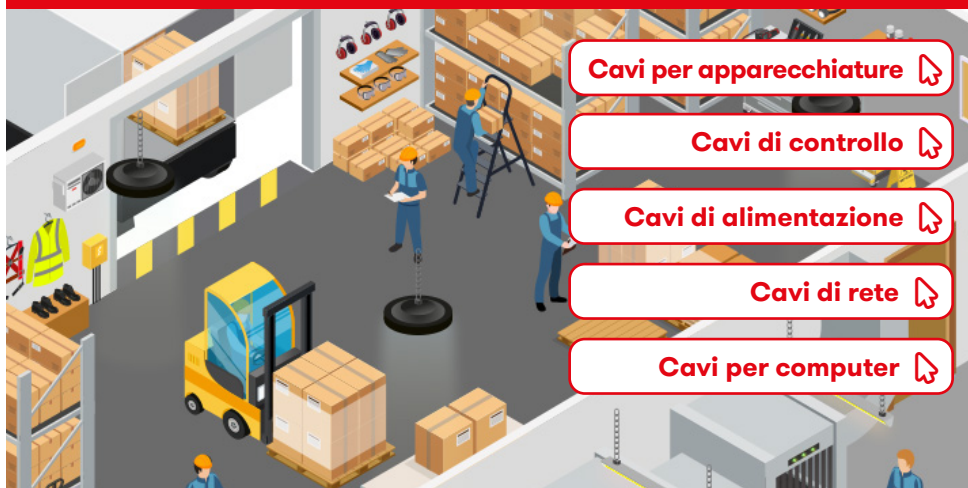 Cavi per apparecchiature
Cavi di controllo
Cavi di alimentazione
Cavi di rete
Cavi per computer